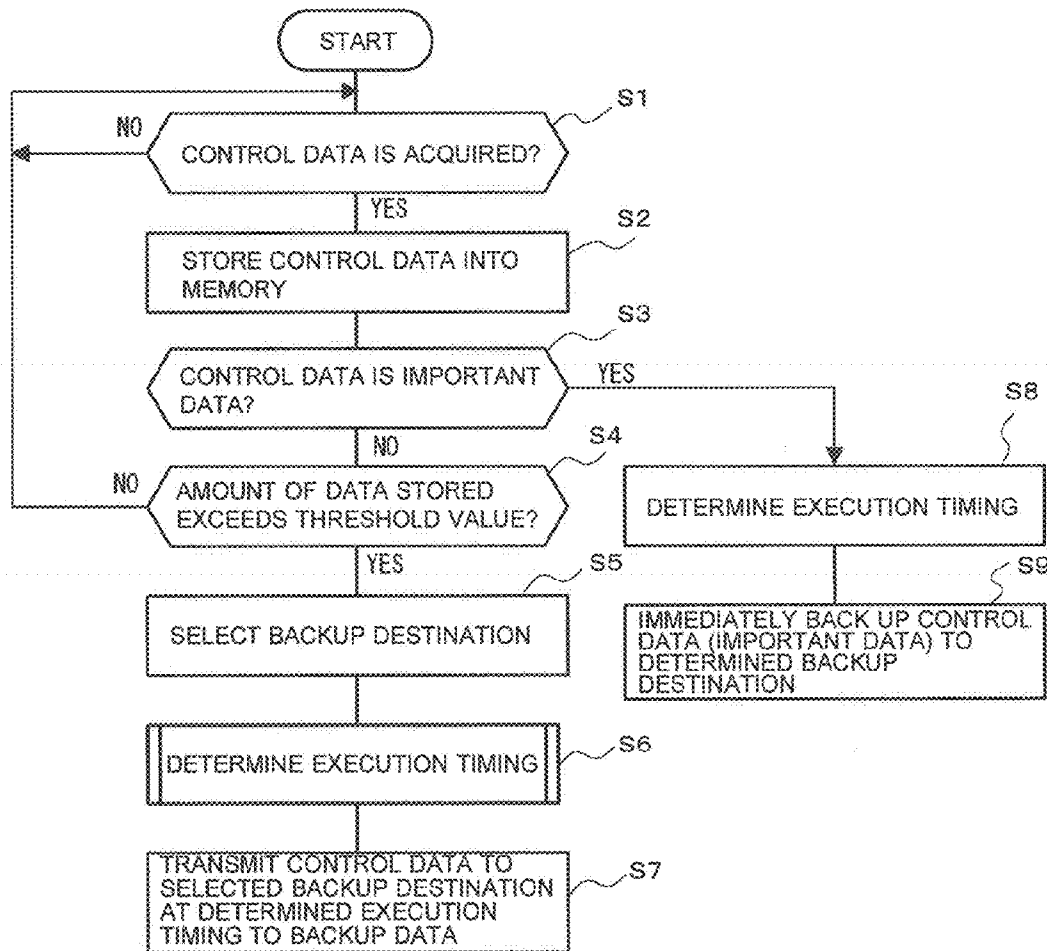 START
S1
NO
CONTROL DATA IS ACQUIRED?
YES
S2
STORE CONTROL DATA INTO
MEMORY
S3
CONTROL DATA IS IMPORTANT
DATA?
YES
NO
S4
NO
AMOUNT OF DATA STORED
EXCEEDS THRESHOLD VALUE?
YES
S5
SELECT BACKUP DESTINATION
DETERMINE EXECUTION TIMING
S6
TRANSMIT CONTROL DATA TO
SELECTED BACKUP DESTINATION
AT DETERMINED EXECUTION
TIMING TO BACKUP DATA
S7
S8
DETERMINE EXECUTION TIMING
S9
IMMEDIATELY BACK UP CONTROL
DATA (IMPORTANT DATA) TO
DETERMINED BACKUP
DESTINATION